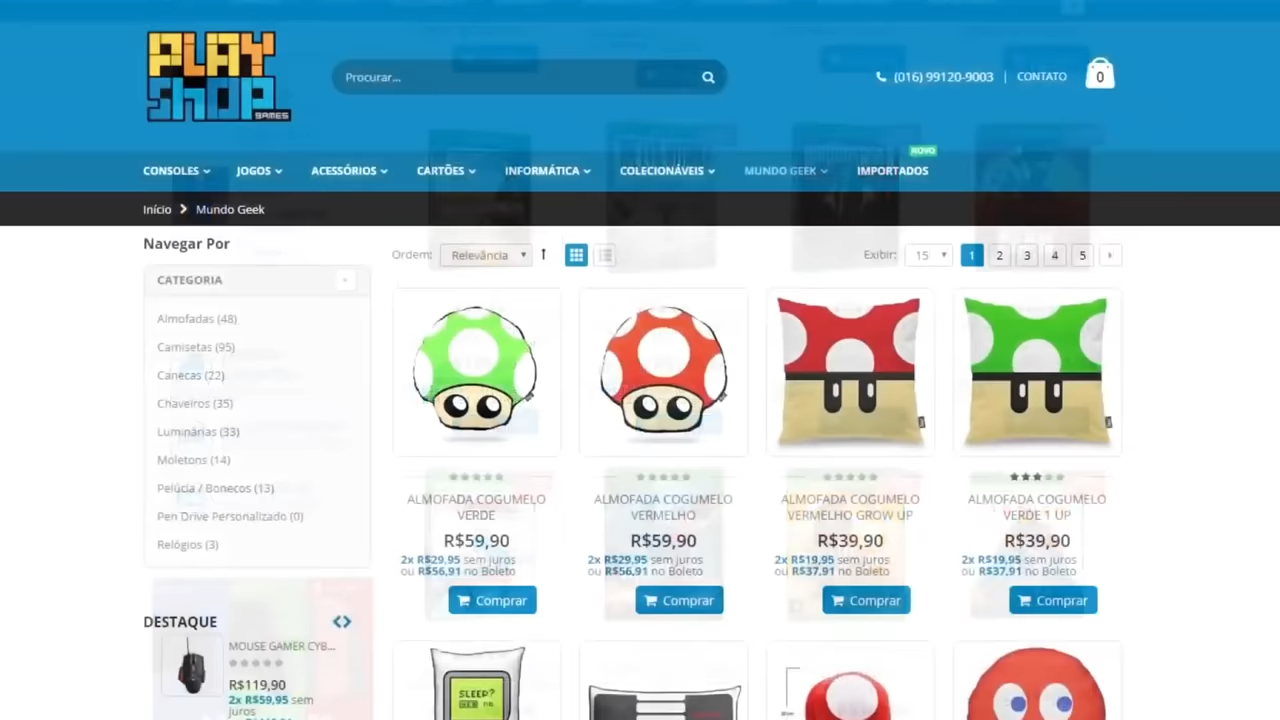 PLAY
SHOP
GAMES
Procurar...
(016) 99120-9003 | CONTATO
0
NOVO
CONSOLES JOGOS ACESSÓRIOS CARTÕES INFORMÁTICA COLECIONÁVEIS MUNDO GEEK IMPORTADOS
Início Mundo Geek
Navegar Por
Ordem: Relevância
Exibir: 15 1 2 3 4 5
CATEGORIA
Almofadas (48)
Camisetas (95)
Canecas (22)
Chaveiros (35)
Luminárias (33)
Moletons (14)
Pelúcia / Bonecos (13)
Pen Drive Personalizado (0)
Relógios (3)
ALMOFADA COGUMELO VERDE
R$59,90
2x R$29,95 sem juros
ou R$56,91 no Boleto
Comprar
ALMOFADA COGUMELO VERMELHO
R$59,90
2x R$29,95 sem juros
ou R$56,91 no Boleto
Comprar
ALMOFADA COGUMELO VERMELHO GROW UP
R$39,90
2x R$19,95 sem juros
ou R$37,91 no Boleto
Comprar
ALMOFADA COGUMELO VERDE 1 UP
R$39,90
2x R$19,95 sem juros
ou R$37,91 no Boleto
Comprar
DESTAQUE
MOUSE GAMER CYB...
R$119,90
2x R$59,95 sem
juros
SLEEP?